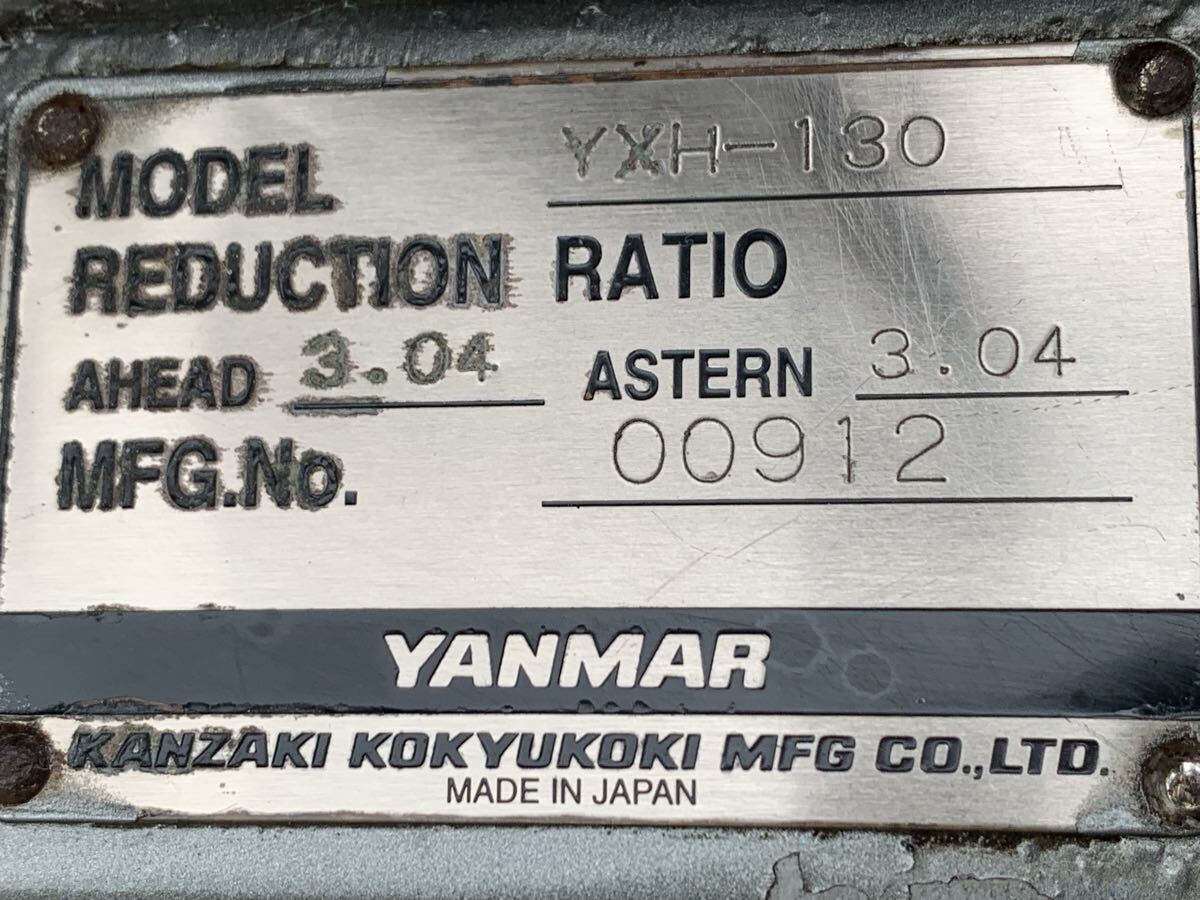 MODEL YXH-130
REDUCTION RATIO
AHEAD 3.04 ASTERN 3.04
MFG.No. 00912
YANMAR
KANZAKI KOKYUKOKI MFG CO.,LTD.
MADE IN JAPAN